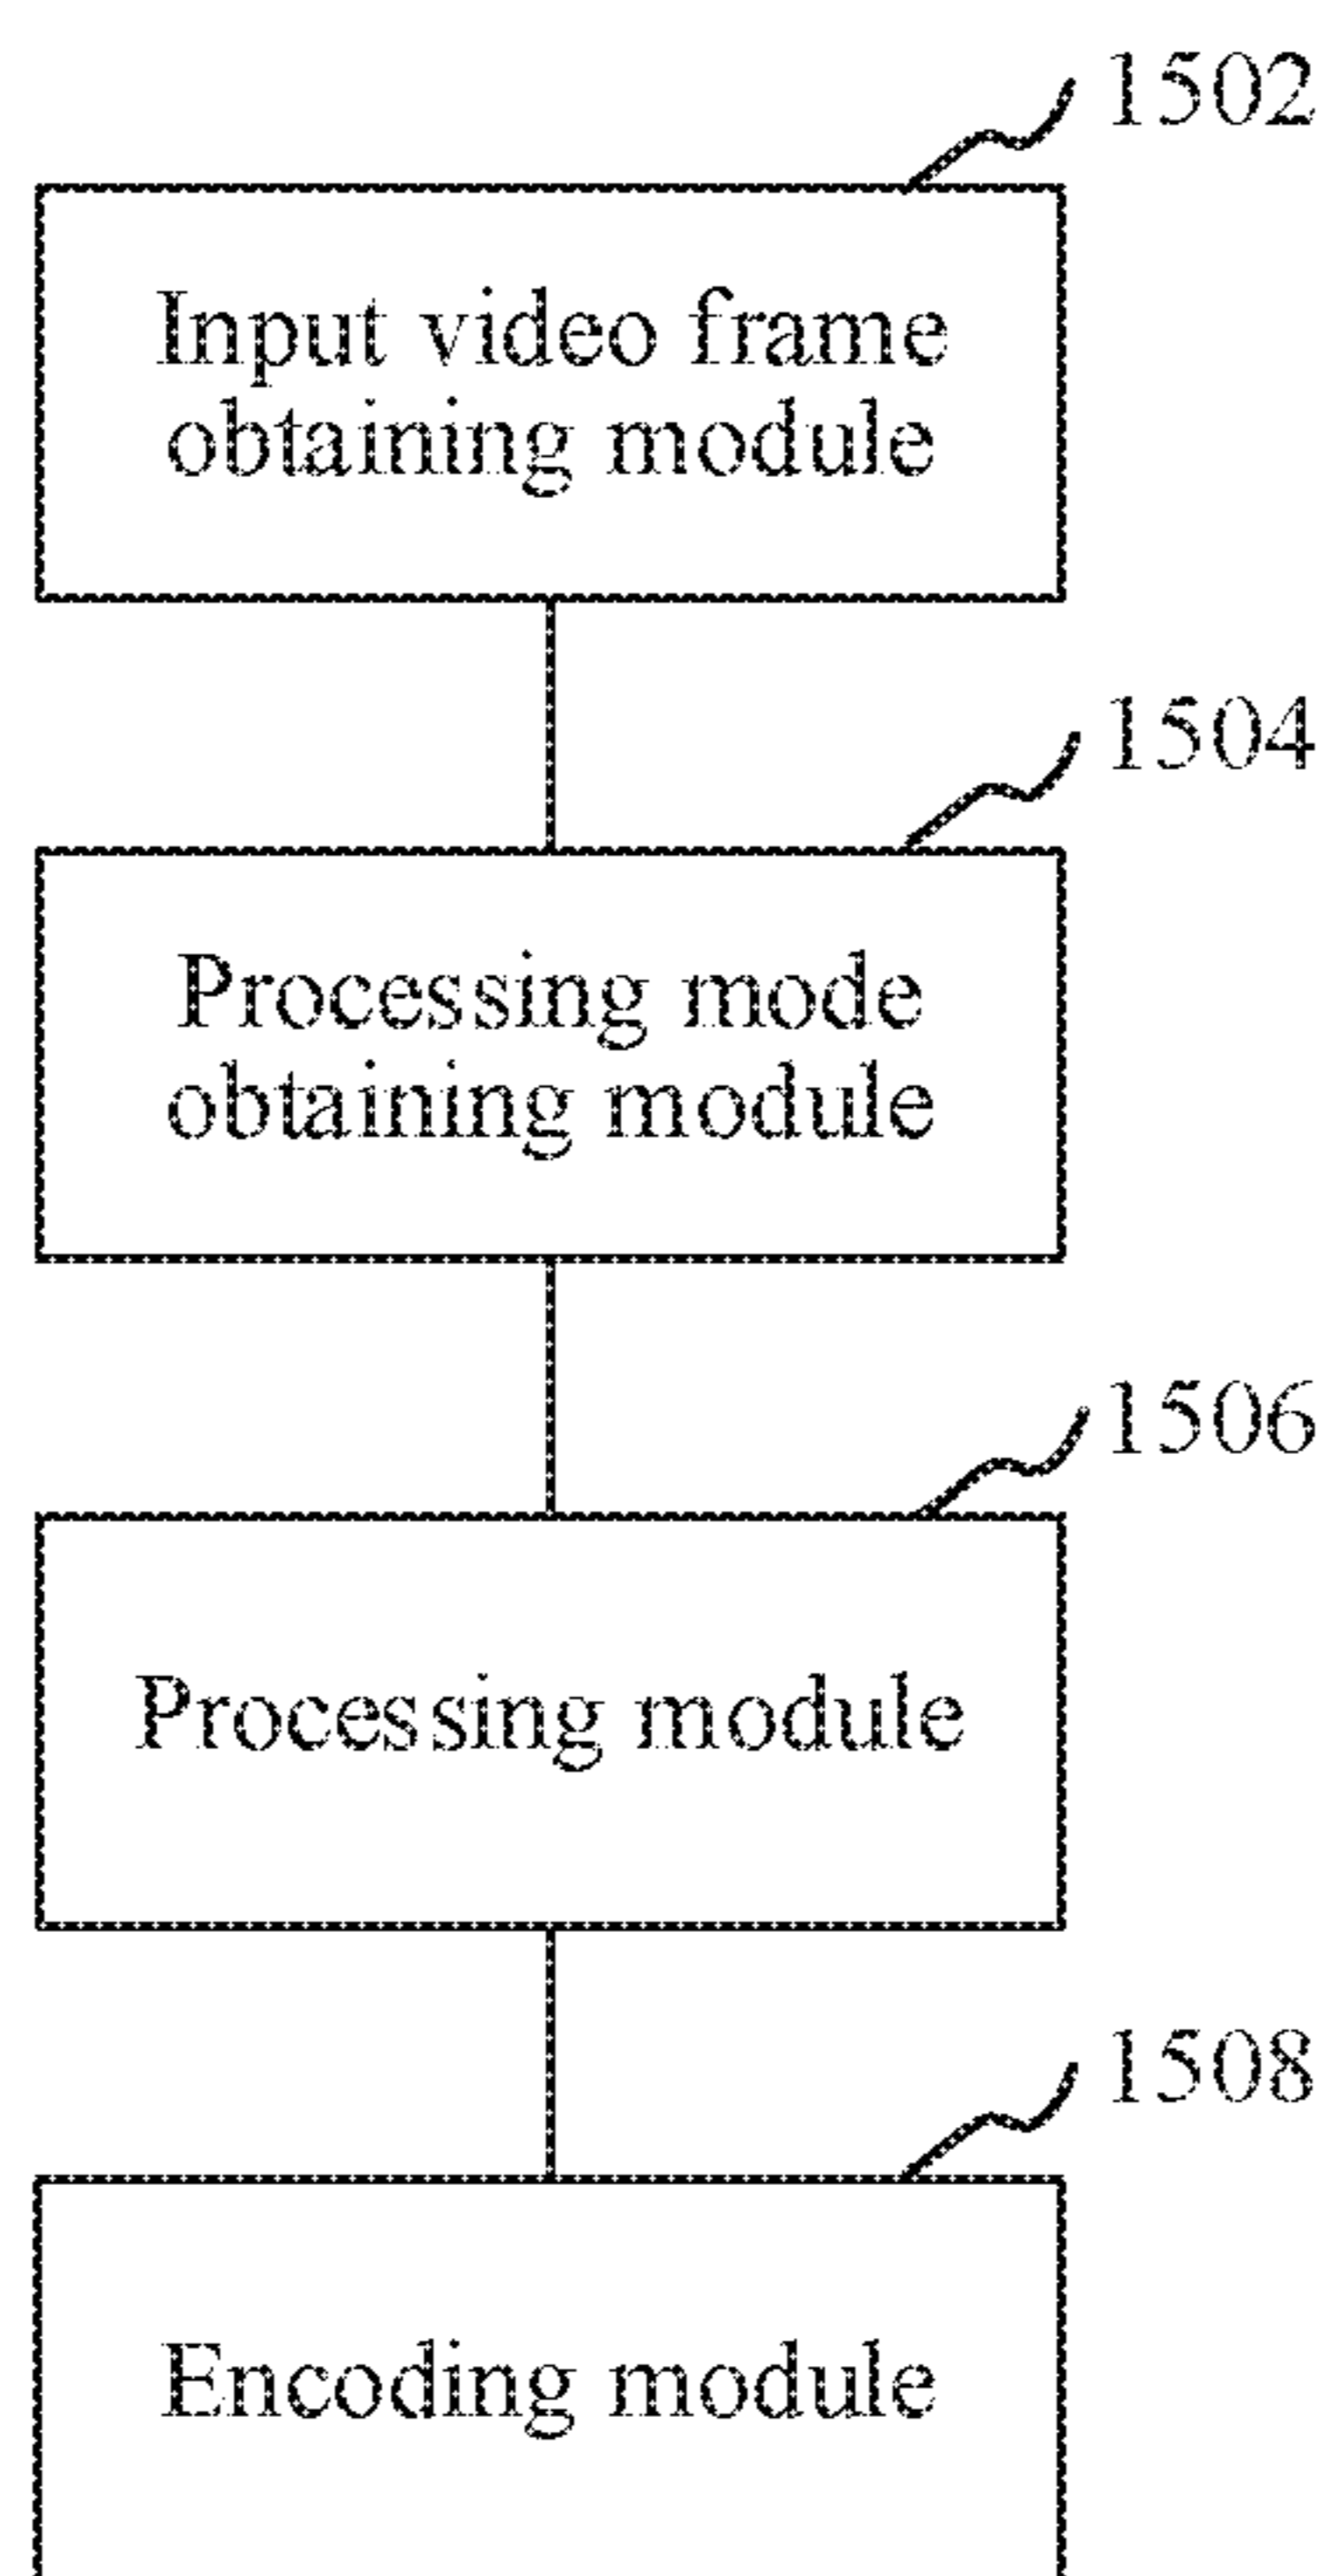 1502
Input video frame
obtaining module
1504
Processing mode
obtaining module
1506
Processing module
1508
Encoding module